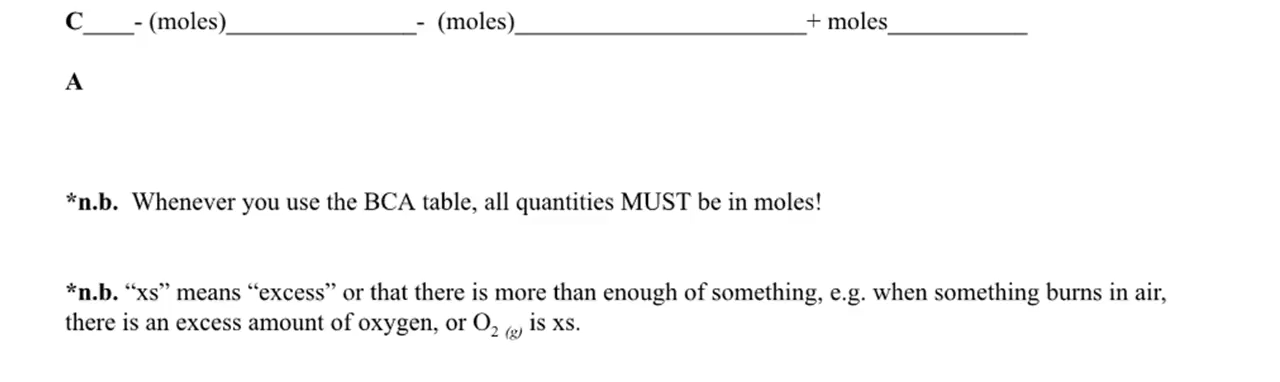 C____- (moles)_______________-  (moles)_______________________+ moles___________
A
*n.b.  Whenever you use the BCA table, all quantities MUST be in moles!
*n.b. “xs” means “excess” or that there is more than enough of something, e.g. when something burns in air,
there is an excess amount of oxygen, or O₂ (g) is xs.